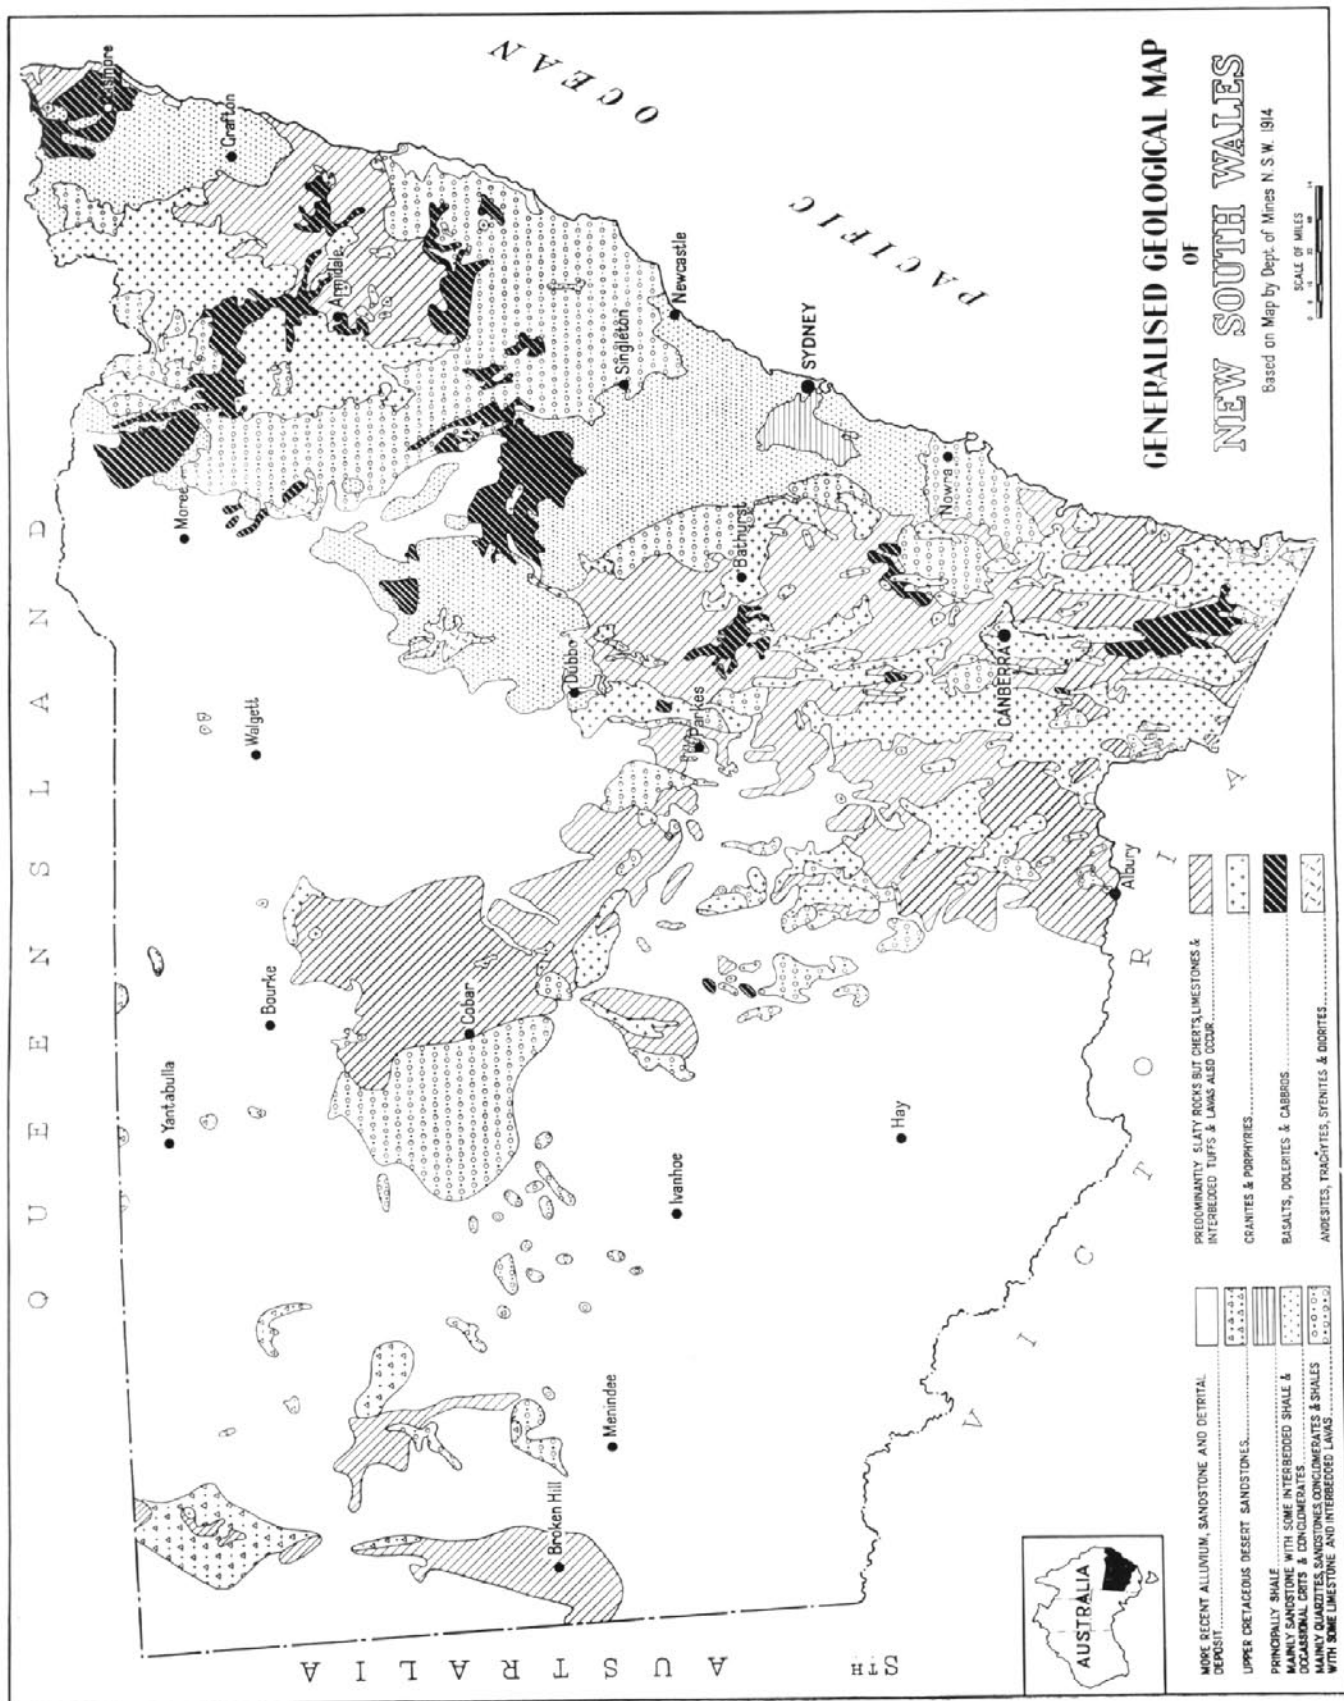 GENERALISED GEOLOGICAL MAP
OF
NEW SOUTH WALES
Based on Map by Dept. of Mines N.S.W. 1914
SCALE OF MILES
QUEENSLAND
PACIFIC OCEAN
VICTORIA
STH AUSTRALIA
Lismore
Grafton
Armidale
Moree
Newcastle
Singleton
SYDNEY
Nowra
Bathurst
Dubbo
Parkes
CANBERRA
Walgett
Albury
Bourke
Cobar
Yantabulla
Hay
Ivanhoe
Menindee
Broken Hill
AUSTRALIA
MORE RECENT ALLUVIUM, SANDSTONE AND DETRITAL
DEPOSIT
UPPER CRETACEOUS DESERT SANDSTONES
PRINCIPALLY SHALE
MAINLY SANDSTONE WITH SOME INTERBEDDED SHALE &
OCCASSIONAL GRITS & CONGLOMERATES
MAINLY QUARTZITES, SANDSTONES, CONGLOMERATES & SHALES
WITH SOME LIMESTONE AND INTERBEDDED LAVAS
PREDOMINANTLY SLATY ROCKS BUT CHERTS, LIMESTONES &
INTERBEDDED TUFFS & LAVAS ALSO OCCUR
CRANITES & PORPHYRIES
BASALTS, DOLERITES & CABBROS
ANDESITES, TRACHYTES, SYENITES & DIORITES